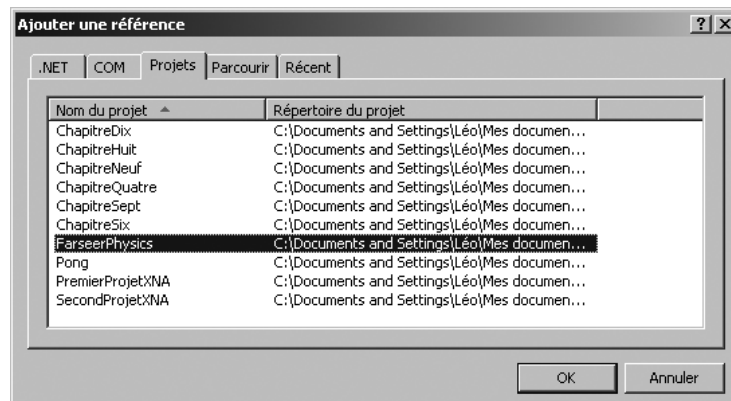 Ajouter une référence
.NET COM Projets Parcourir Récent
Nom du projet Répertoire du projet
ChapitreDix C:\Documents and Settings\Léo\Mes documen...
ChapitreHuit C:\Documents and Settings\Léo\Mes documen...
ChapitreNeuf C:\Documents and Settings\Léo\Mes documen...
ChapitreQuatre C:\Documents and Settings\Léo\Mes documen...
ChapitreSept C:\Documents and Settings\Léo\Mes documen...
ChapitreSix C:\Documents and Settings\Léo\Mes documen...
FarseerPhysics C:\Documents and Settings\Léo\Mes documen...
Pong C:\Documents and Settings\Léo\Mes documen...
PremierProjetXNA C:\Documents and Settings\Léo\Mes documen...
SecondProjetXNA C:\Documents and Settings\Léo\Mes documen...
OK Annuler